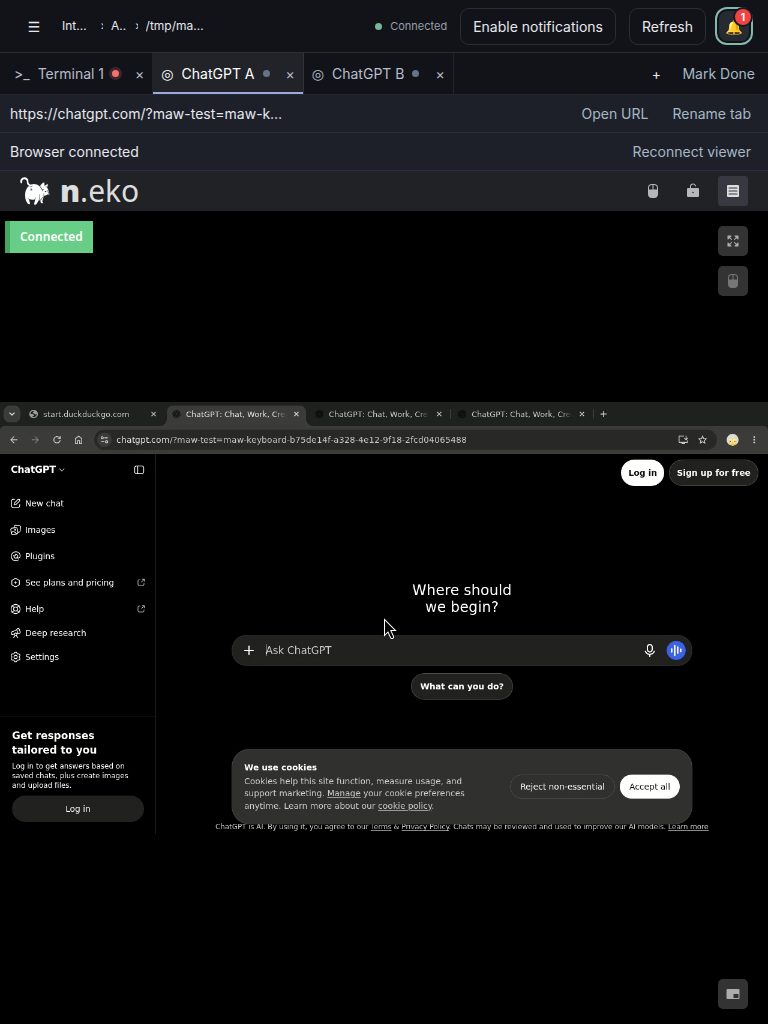 Int... › A.. › /tmp/ma... Connected Enable notifications Refresh 1
>_ Terminal 1 × ChatGPT A × ChatGPT B × + Mark Done
https://chatgpt.com/?maw-test=maw-k... Open URL Rename tab
Browser connected Reconnect viewer
n.eko
Connected
start.duckduckgo.com × ChatGPT: Chat, Work, Cre × ChatGPT: Chat, Work, Cre × ChatGPT: Chat, Work, Cre × +
chatgpt.com/?maw-test=maw-keyboard-b75de14f-a328-4e12-9f18-2fcd04065488
ChatGPT
Log in Sign up for free
New chat
Images
Plugins
See plans and pricing
Help
Deep research
Settings
Where should
we begin?
+ Ask ChatGPT
What can you do?
Get responses
tailored to you
Log in to get answers based on
saved chats, plus create images
and upload files.
Log in
We use cookies
Cookies help this site function, measure usage, and
support marketing. Manage your cookie preferences
anytime. Learn more about our cookie policy.
Reject non-essential Accept all
ChatGPT is AI. By using it, you agree to our Terms & Privacy Policy. Chats may be reviewed and used to improve our AI models. Learn more